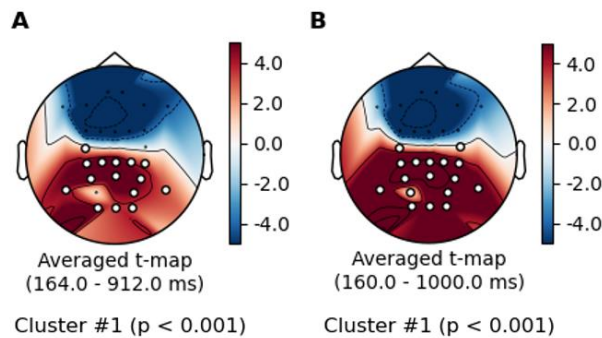 A
4.0
2.0
0.0
-2.0
-4.0
Averaged t-map
(164.0 - 912.0 ms)
Cluster #1 (p < 0.001)
B
4.0
2.0
0.0
-2.0
-4.0
Averaged t-map
(160.0 - 1000.0 ms)
Cluster #1 (p < 0.001)